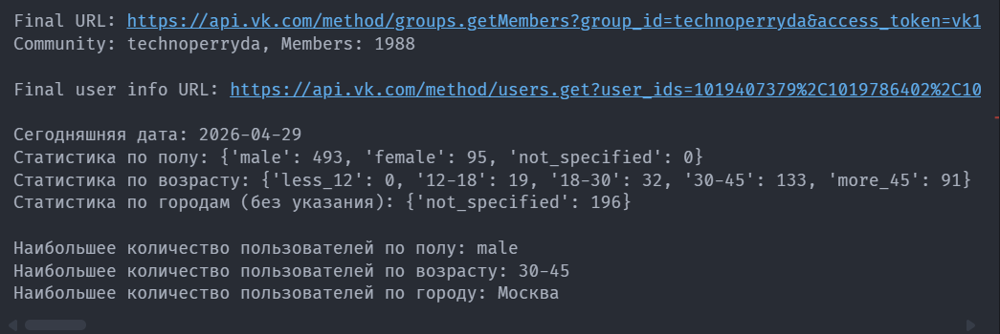 Final URL: https://api.vk.com/method/groups.getMembers?group_id=technoperryda&access_token=vk1
Community: technoperryda, Members: 1988
Final user info URL: https://api.vk.com/method/users.get?user_ids=1019407379%2C1019786402%2C10
Сегодняшняя дата: 2026-04-29
Статистика по полу: {'male': 493, 'female': 95, 'not_specified': 0}
Статистика по возрасту: {'less_12': 0, '12-18': 19, '18-30': 32, '30-45': 133, 'more_45': 91}
Статистика по городам (без указания): {'not_specified': 196}
Наибольшее количество пользователей по полу: male
Наибольшее количество пользователей по возрасту: 30-45
Наибольшее количество пользователей по городу: Москва